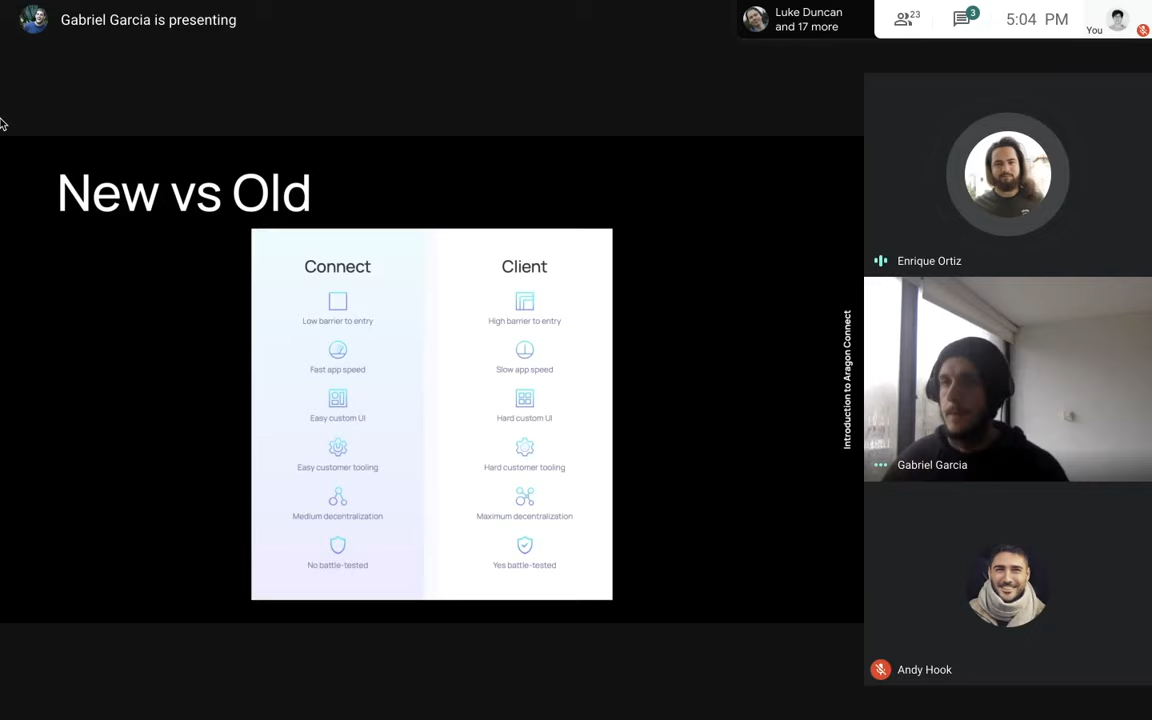 Gabriel Garcia is presenting
Luke Duncan
and 17 more
23
3
5:04 PM
You
New vs Old
Connect
Client
Low barrier to entry
High barrier to entry
Fast app speed
Slow app speed
Easy custom UI
Hard custom UI
Easy customer tooling
Hard customer tooling
Medium decentralization
Maximum decentralization
No battle-tested
Yes battle-tested
Introduction to Aragon Connect
Enrique Ortiz
Gabriel Garcia
Andy Hook